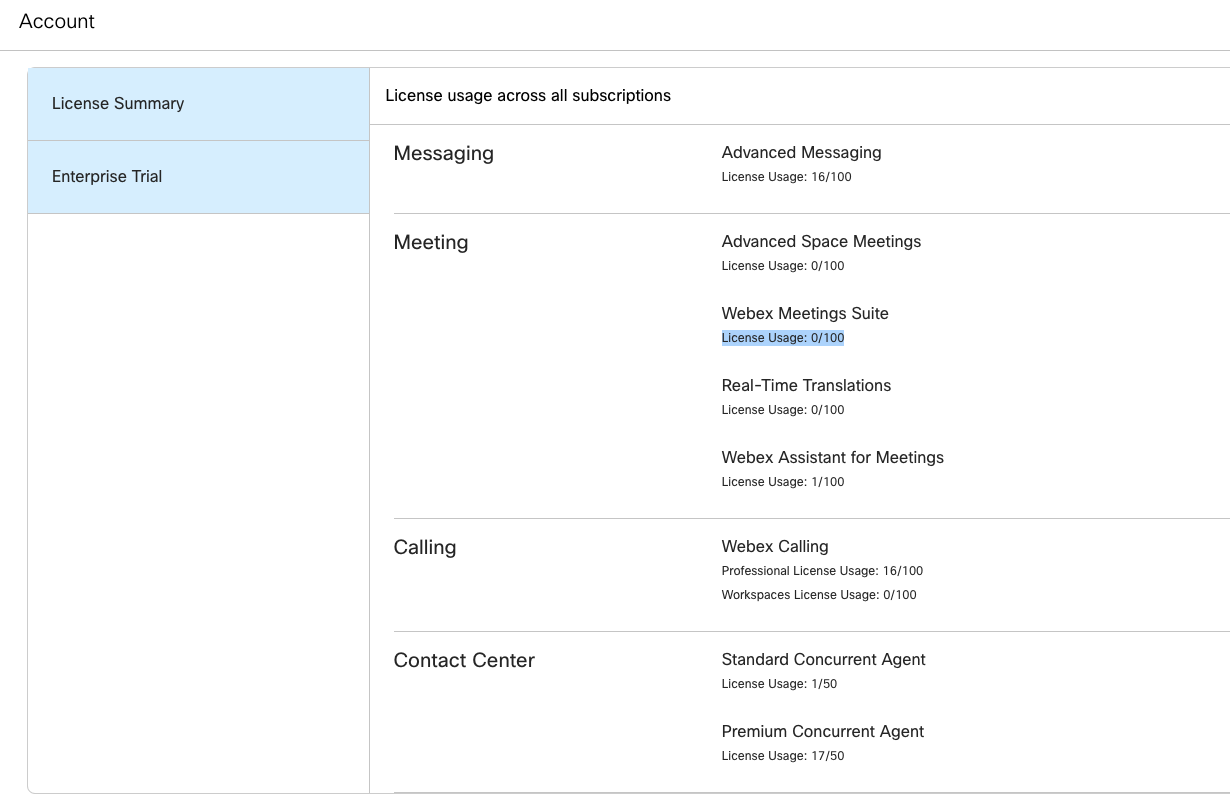 Account
License Summary
Enterprise Trial
License usage across all subscriptions
Messaging
Advanced Messaging
License Usage: 16/100
Meeting
Advanced Space Meetings
License Usage: 0/100
Webex Meetings Suite
License Usage: 0/100
Real-Time Translations
License Usage: 0/100
Webex Assistant for Meetings
License Usage: 1/100
Calling
Webex Calling
Professional License Usage: 16/100
Workspaces License Usage: 0/100
Contact Center
Standard Concurrent Agent
License Usage: 1/50
Premium Concurrent Agent
License Usage: 17/50